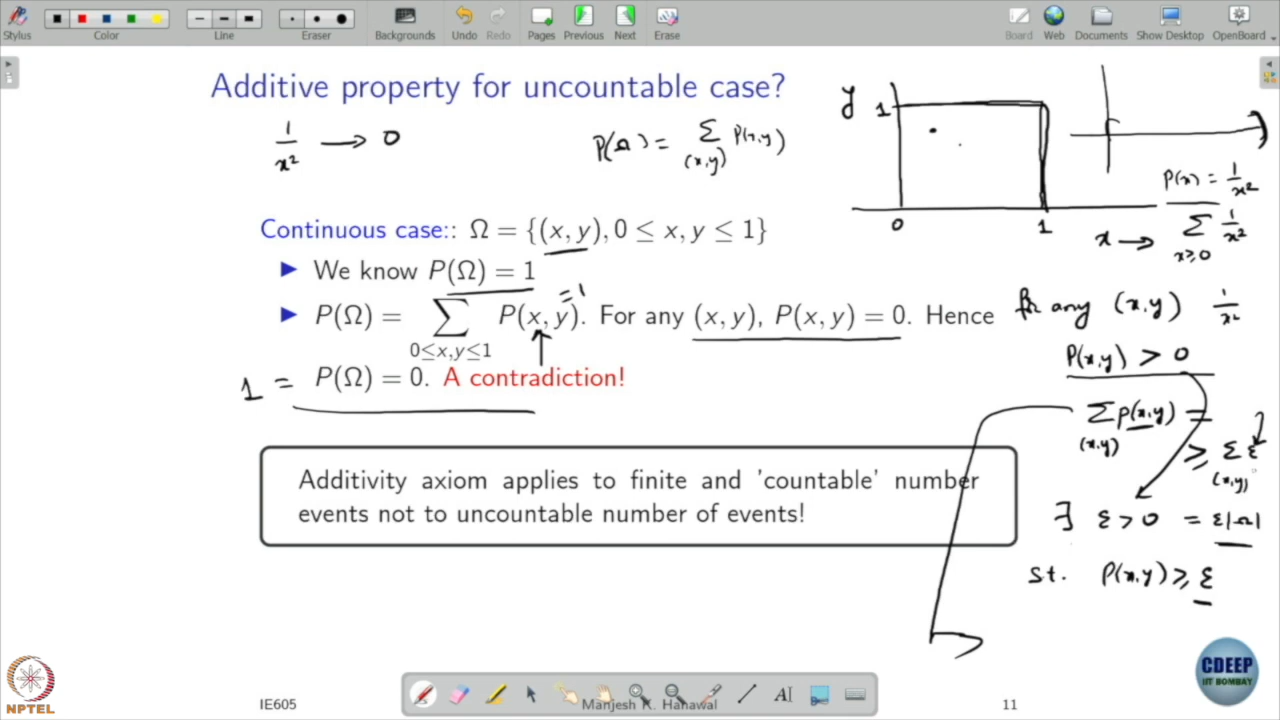 Stylus
Color
Line
Eraser
Backgrounds
Undo
Redo
Pages
Previous
Next
Erase
Board
Web
Documents
Show Desktop
OpenBoard
Additive property for uncountable case?
1/x² → 0
P(Ω) = Σ P(x,y)
(x,y)
y
1
0
1
x →
P(x) = 1/x²
Σ 1/x²
x≥0
Continuous case:: Ω = {(x, y), 0 ≤ x, y ≤ 1}
▶ We know P(Ω) = 1
=1
▶ P(Ω) = Σ P(x, y). For any (x, y), P(x, y) = 0. Hence
0≤x,y≤1
1 = P(Ω) = 0. A contradiction!
for any (x,y) 1/x²
P(x,y) > 0
Σ P(x,y) =
(x,y)
≥ Σ ε
(x,y)
∃ ε > 0 = ε|Ω|
st. P(x,y) ≥ ε
Additivity axiom applies to finite and 'countable' number
events not to uncountable number of events!
NPTEL
IE605
Manjesh K. Hanawal
11
CDEEP
IIT BOMBAY